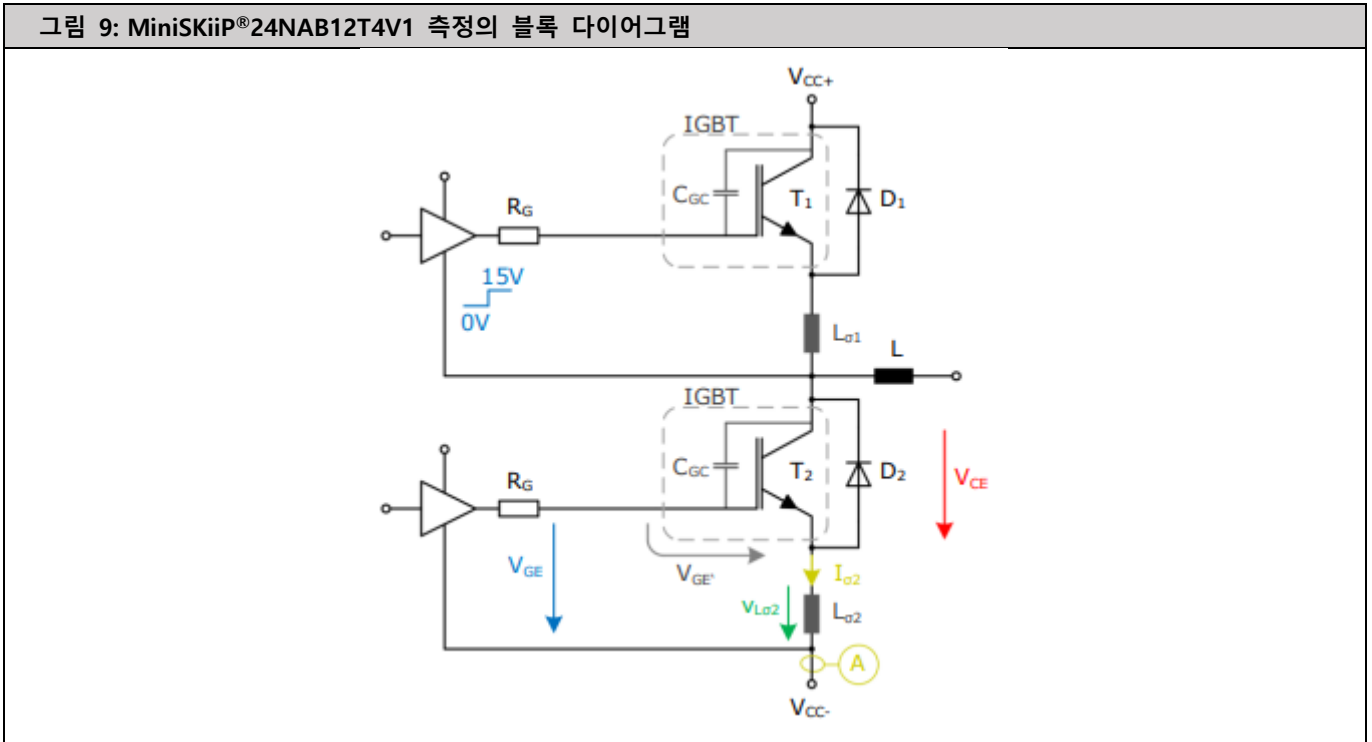 그림 9: MiniSKiiP®24NAB12T4V1 측정의 블록 다이어그램
VCC+
IGBT
CGC
T1
D1
RG
15V
0V
Lσ1
L
IGBT
CGC
T2
D2
VCE
RG
VGE
VGE'
Iσ2
vLσ2
Lσ2
A
VCC-